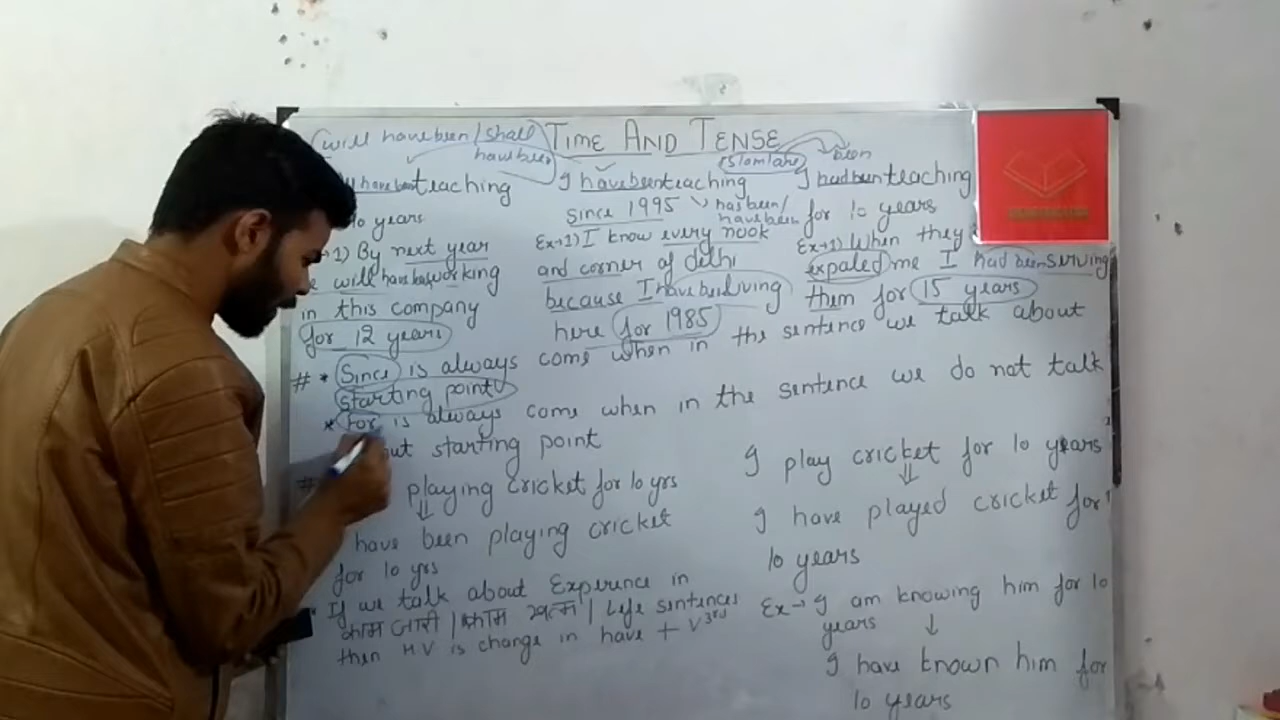 (will have been/shall have been
TIME AND TENSE
teaching
10 years
1) By next year
will have been working
in this company
for 12 years
I have been teaching
Since 1995
has been/
have been
Ex→1) I know every nook
and corner of delhi
because I have been living
here for 1985
been
I had been teaching
for 10 years
Ex→1) When they
expaled me I had been serving
them for 15 years
# * Since is always come when in the sentence we talk about
starting point
* For is always come when in the sentence we do not talk
starting point
# playing cricket for 10 yrs
have been playing cricket
for 10 yrs
* If we talk about Experince in
काम जारी / काम खत्म / Life sentences
then M.V is change in have + V3rd
I play cricket for 10 years
I have played cricket for
10 years
Ex→ I am knowing him for 10
years
I have known him for
10 years